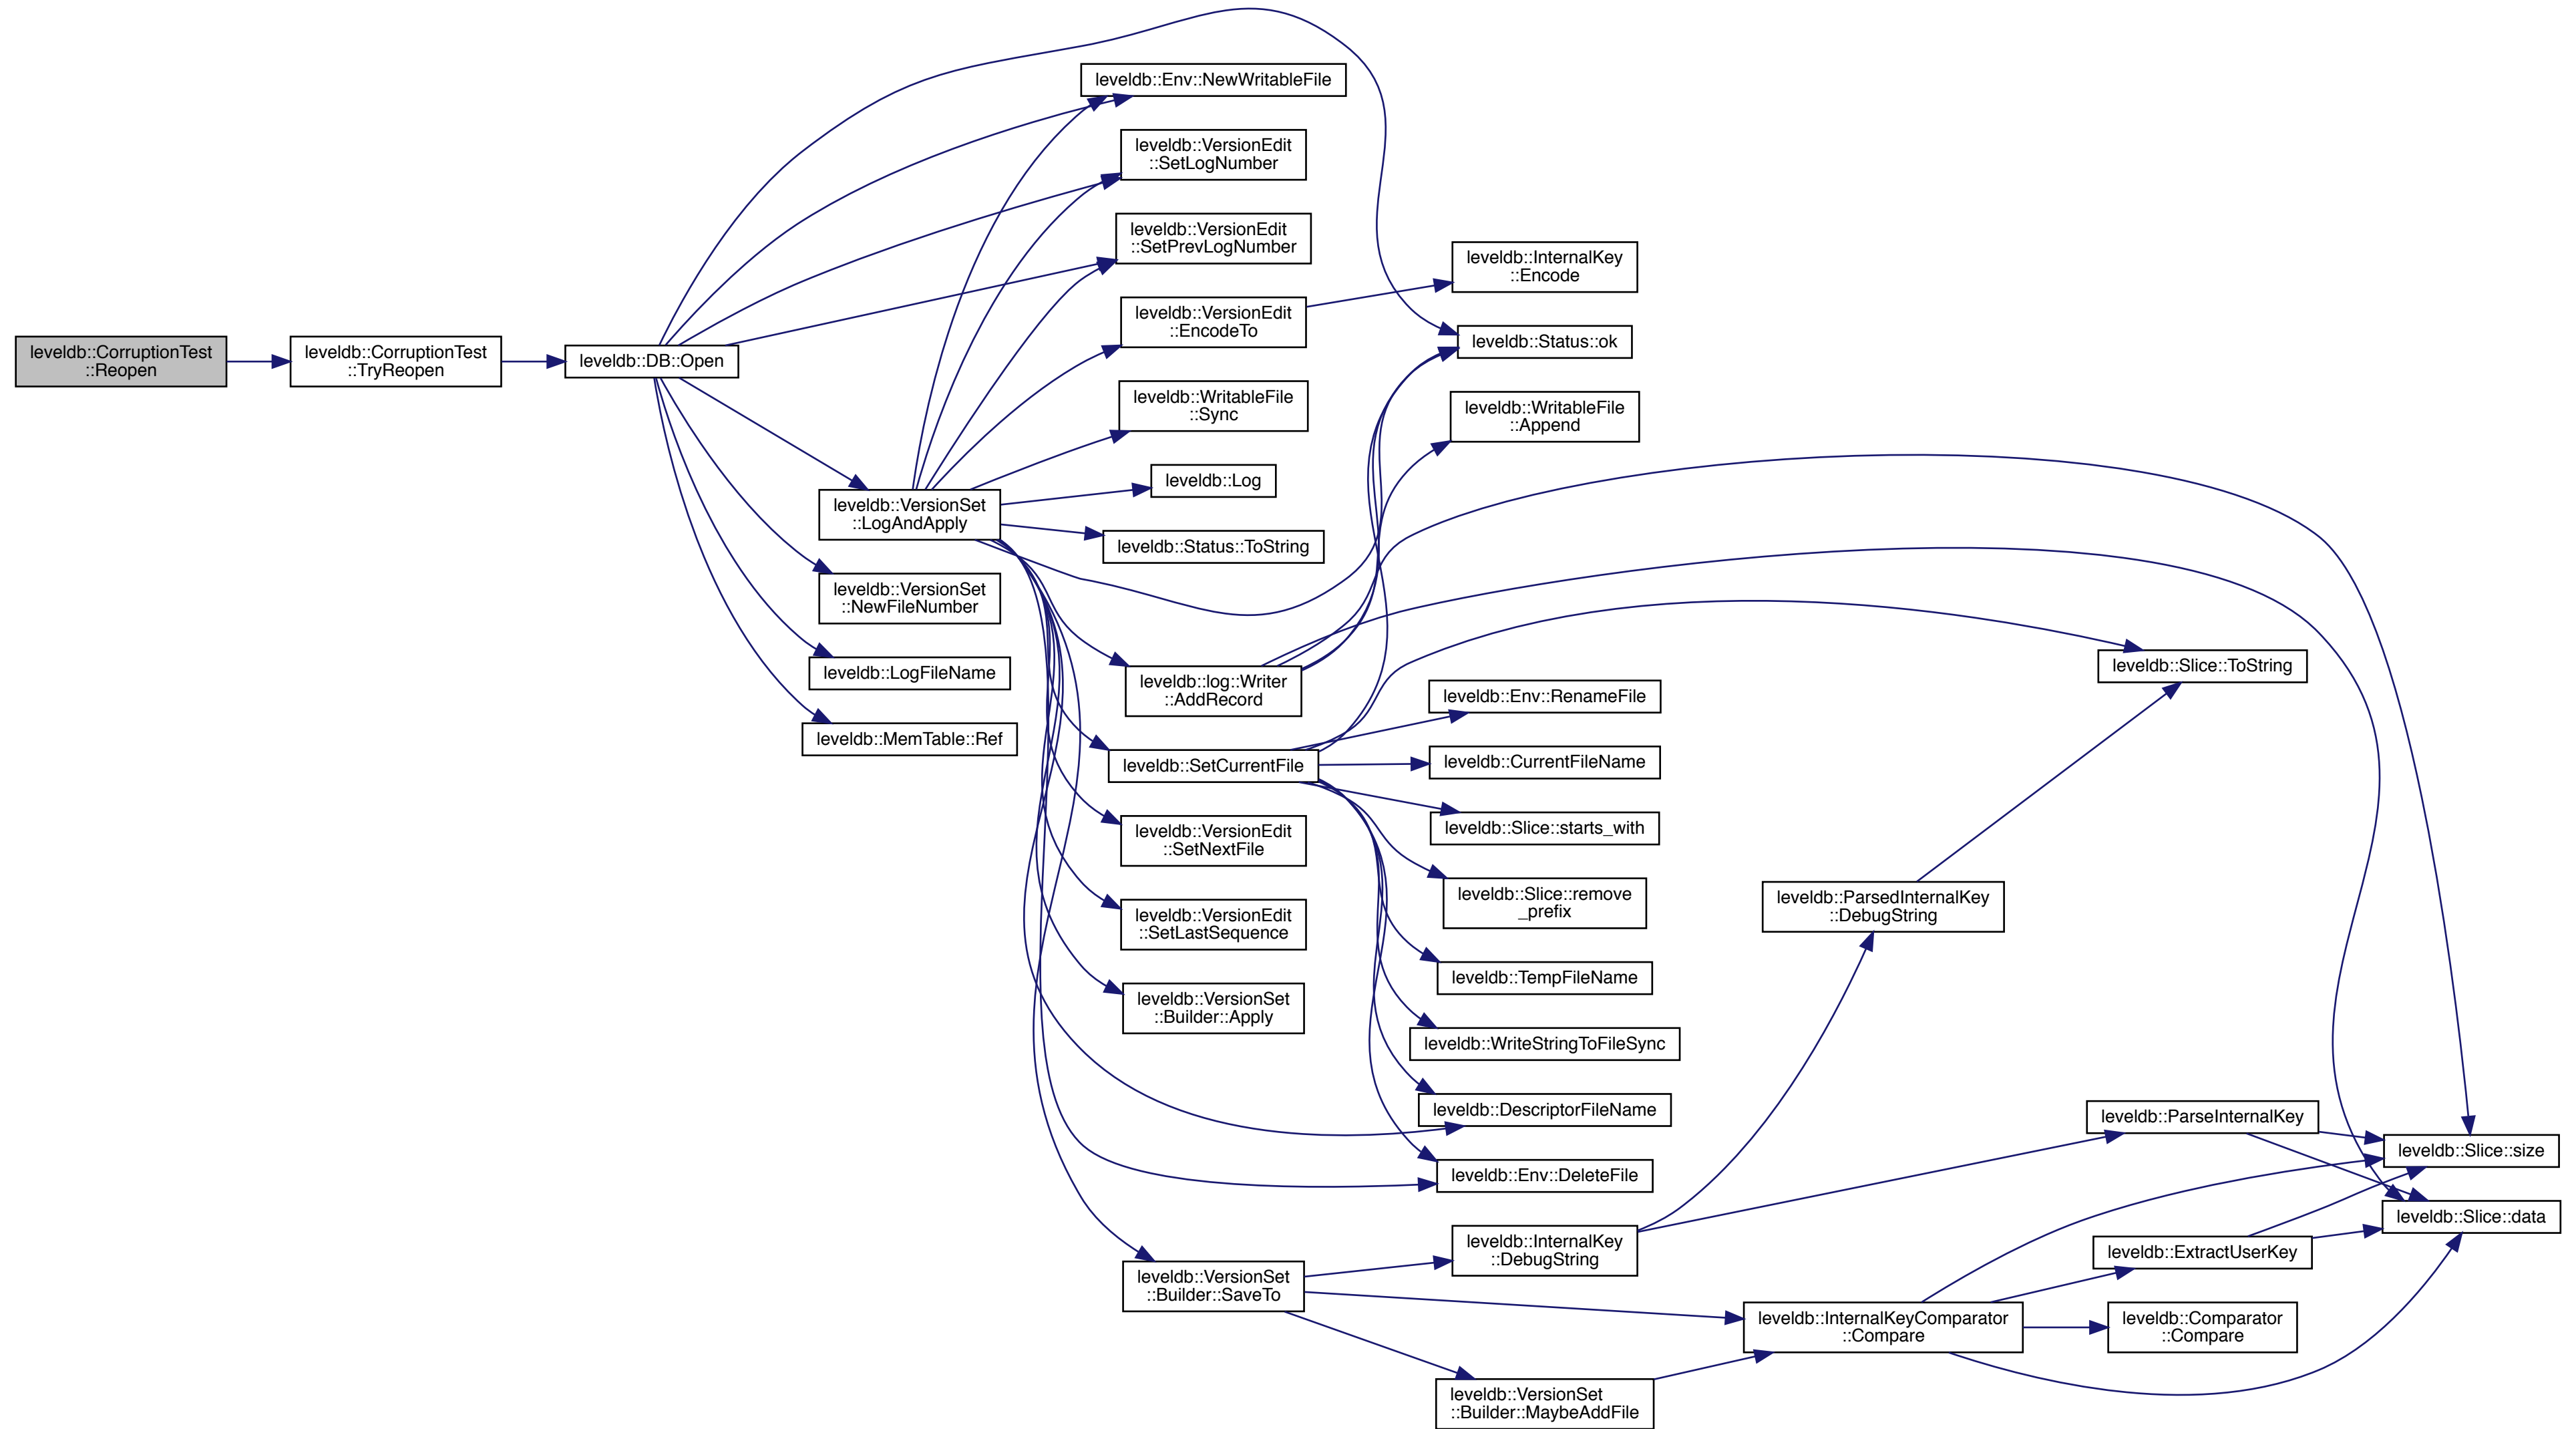 leveldb::CorruptionTest
::Reopen
leveldb::CorruptionTest
::TryReopen
leveldb::DB::Open
leveldb::VersionSet
::LogAndApply
leveldb::VersionSet
::NewFileNumber
leveldb::LogFileName
leveldb::MemTable::Ref
leveldb::Env::NewWritableFile
leveldb::VersionEdit
::SetLogNumber
leveldb::VersionEdit
::SetPrevLogNumber
leveldb::VersionEdit
::EncodeTo
leveldb::WritableFile
::Sync
leveldb::Log
leveldb::Status::ToString
leveldb::log::Writer
::AddRecord
leveldb::SetCurrentFile
leveldb::VersionEdit
::SetNextFile
leveldb::VersionEdit
::SetLastSequence
leveldb::VersionSet
::Builder::Apply
leveldb::VersionSet
::Builder::SaveTo
leveldb::InternalKey
::Encode
leveldb::Status::ok
leveldb::WritableFile
::Append
leveldb::Env::RenameFile
leveldb::CurrentFileName
leveldb::Slice::starts_with
leveldb::Slice::remove
_prefix
leveldb::TempFileName
leveldb::WriteStringToFileSync
leveldb::DescriptorFileName
leveldb::Env::DeleteFile
leveldb::InternalKey
::DebugString
leveldb::VersionSet
::Builder::MaybeAddFile
leveldb::ParsedInternalKey
::DebugString
leveldb::InternalKeyComparator
::Compare
leveldb::Slice::ToString
leveldb::ParseInternalKey
leveldb::ExtractUserKey
leveldb::Comparator
::Compare
leveldb::Slice::size
leveldb::Slice::data